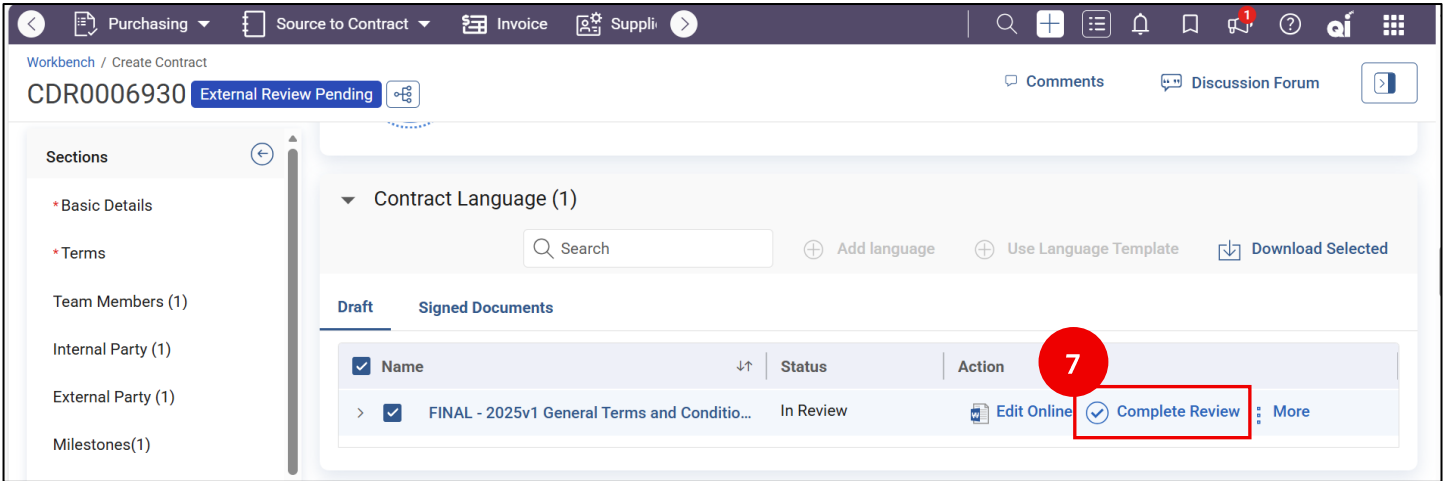 Purchasing Source to Contract Invoice Suppli 1 qi
Workbench / Create Contract
CDR0006930 External Review Pending Comments Discussion Forum
Sections
*Basic Details
*Terms
Team Members (1)
Internal Party (1)
External Party (1)
Milestones(1)
Contract Language (1)
Search Add language Use Language Template Download Selected
Draft Signed Documents
7
Name Status Action
FINAL - 2025v1 General Terms and Conditio... In Review Edit Online Complete Review More